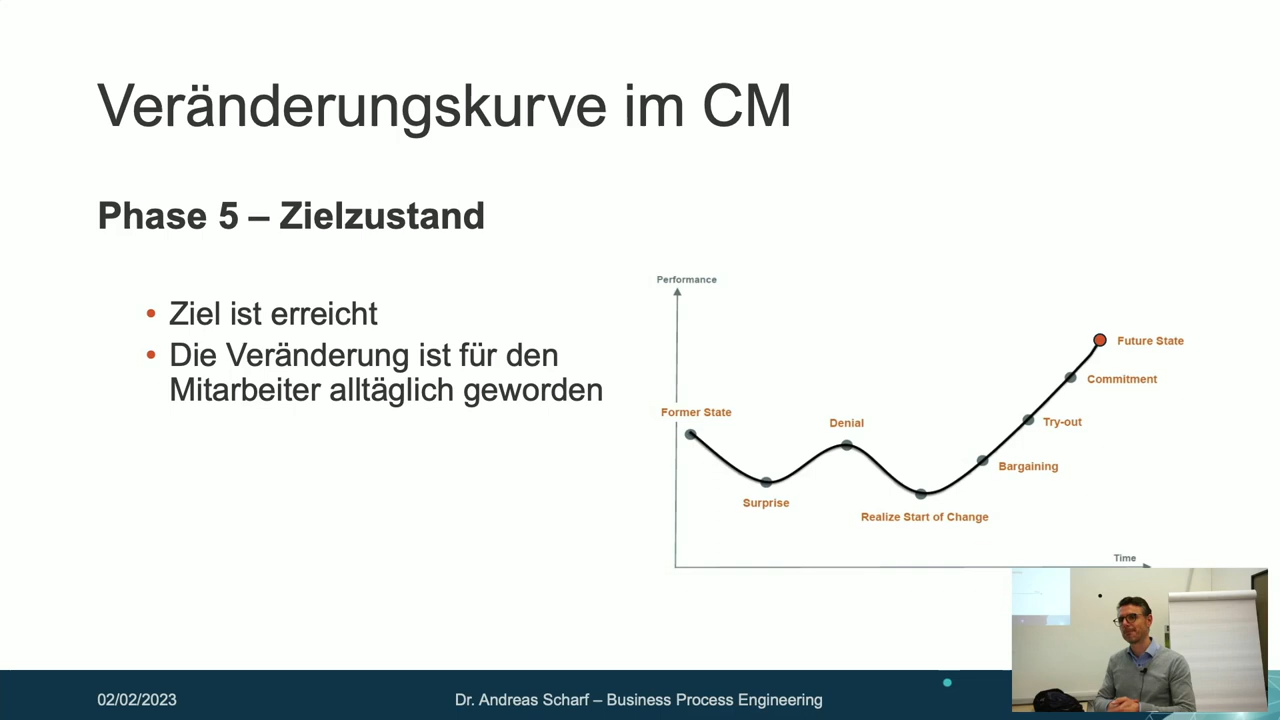 Veränderungskurve im CM
Phase 5 – Zielzustand
• Ziel ist erreicht
• Die Veränderung ist für den
Mitarbeiter alltäglich geworden
Performance
Future State
Commitment
Former State
Denial
Try-out
Bargaining
Surprise
Realize Start of Change
Time
02/02/2023
Dr. Andreas Scharf – Business Process Engineering